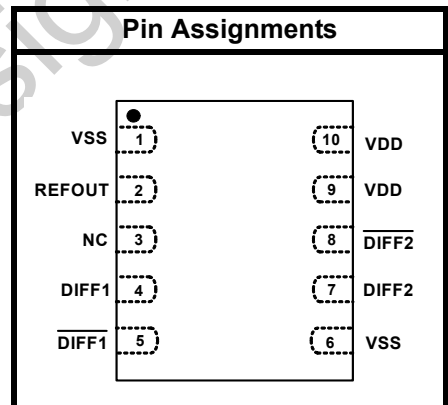 Pin Assignments
VSS 1 10 VDD
REFOUT 2 9 VDD
NC 3 8 DIFF2
DIFF1 4 7 DIFF2
DIFF1 5 6 VSS